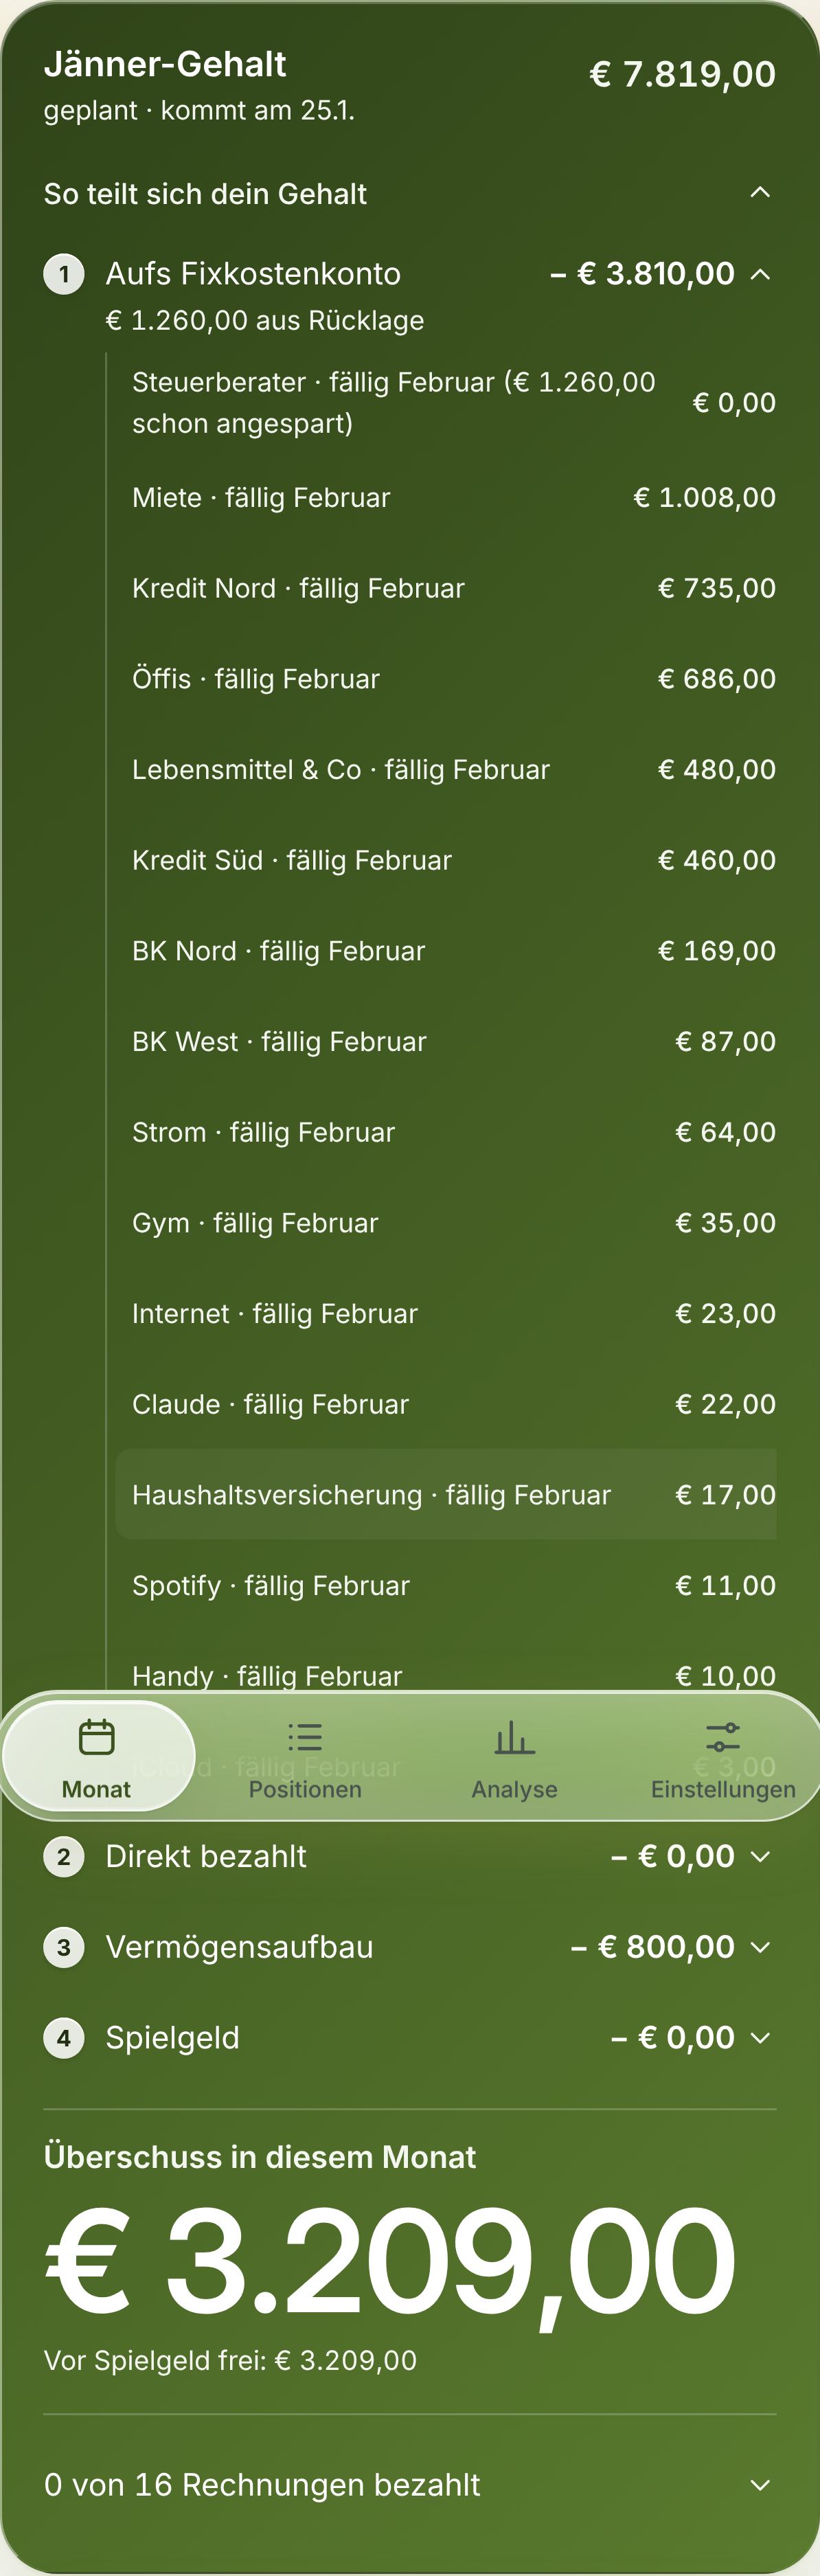 Jänner-Gehalt
€ 7.819,00
geplant · kommt am 25.1.
So teilt sich dein Gehalt
1 Aufs Fixkostenkonto – € 3.810,00
€ 1.260,00 aus Rücklage
Steuerberater · fällig Februar (€ 1.260,00
schon angespart)
€ 0,00
Miete · fällig Februar € 1.008,00
Kredit Nord · fällig Februar € 735,00
Öffis · fällig Februar € 686,00
Lebensmittel & Co · fällig Februar € 480,00
Kredit Süd · fällig Februar € 460,00
BK Nord · fällig Februar € 169,00
BK West · fällig Februar € 87,00
Strom · fällig Februar € 64,00
Gym · fällig Februar € 35,00
Internet · fällig Februar € 23,00
Claude · fällig Februar € 22,00
Haushaltsversicherung · fällig Februar € 17,00
Spotify · fällig Februar € 11,00
Handy · fällig Februar € 10,00
iCloud · fällig Februar € 3,00
Monat Positionen Analyse Einstellungen
2 Direkt bezahlt – € 0,00
3 Vermögensaufbau – € 800,00
4 Spielgeld – € 0,00
Überschuss in diesem Monat
€ 3.209,00
Vor Spielgeld frei: € 3.209,00
0 von 16 Rechnungen bezahlt